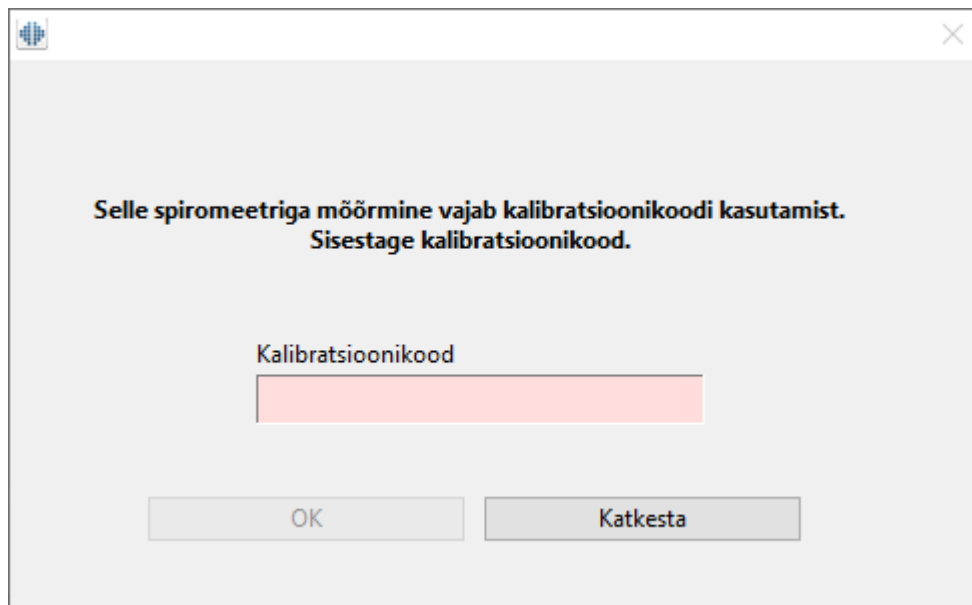 Selle spiromeetriga mõõrmine vajab kalibratsioonikoodi kasutamist.
Sisestage kalibratsioonikood.
Kalibratsioonikood
OK
Katkesta